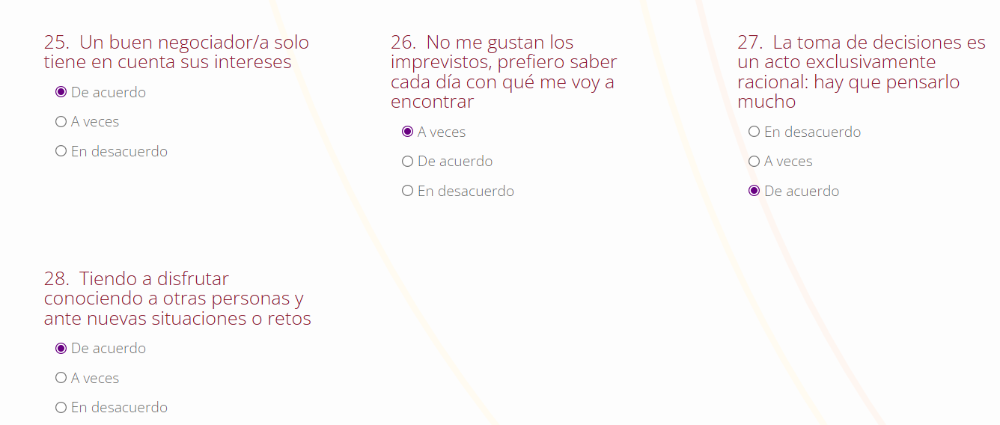 25. Un buen negociador/a solo
tiene en cuenta sus intereses
De acuerdo
A veces
En desacuerdo
26. No me gustan los
imprevistos, prefiero saber
cada día con qué me voy a
encontrar
A veces
De acuerdo
En desacuerdo
27. La toma de decisiones es
un acto exclusivamente
racional: hay que pensarlo
mucho
En desacuerdo
A veces
De acuerdo
28. Tiendo a disfrutar
conociendo a otras personas y
ante nuevas situaciones o retos
De acuerdo
A veces
En desacuerdo